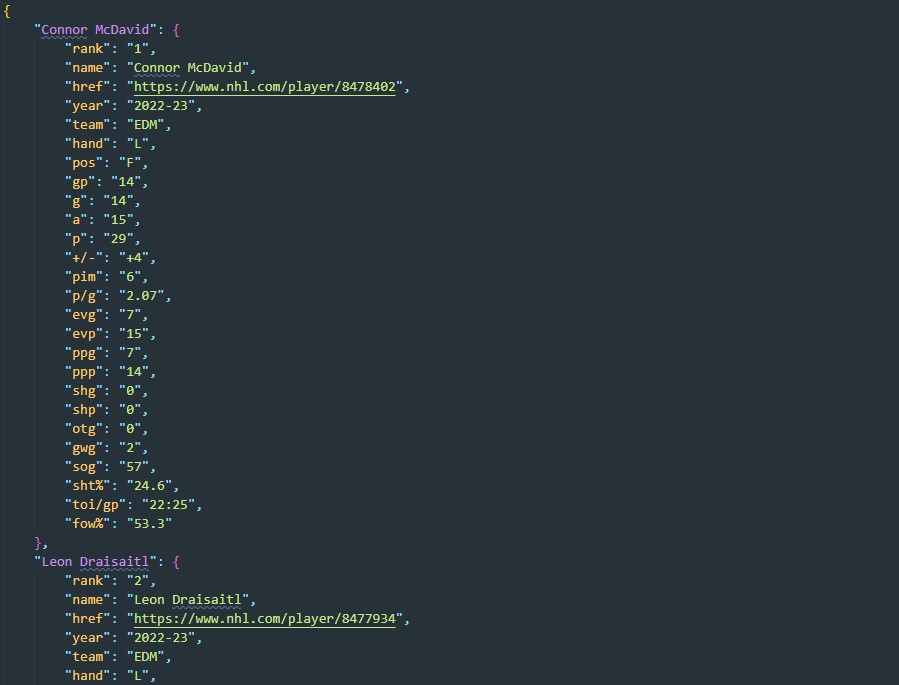 {
"Connor McDavid": {
"rank": "1",
"name": "Connor McDavid",
"href": "https://www.nhl.com/player/8478402",
"year": "2022-23",
"team": "EDM",
"hand": "L",
"pos": "F",
"gp": "14",
"g": "14",
"a": "15",
"p": "29",
"+/-": "+4",
"pim": "6",
"p/g": "2.07",
"evg": "7",
"evp": "15",
"ppg": "7",
"ppp": "14",
"shg": "0",
"shp": "0",
"otg": "0",
"gwg": "2",
"sog": "57",
"sht%": "24.6",
"toi/gp": "22:25",
"fow%": "53.3"
},
"Leon Draisaitl": {
"rank": "2",
"name": "Leon Draisaitl",
"href": "https://www.nhl.com/player/8477934",
"year": "2022-23",
"team": "EDM",
"hand": "L",